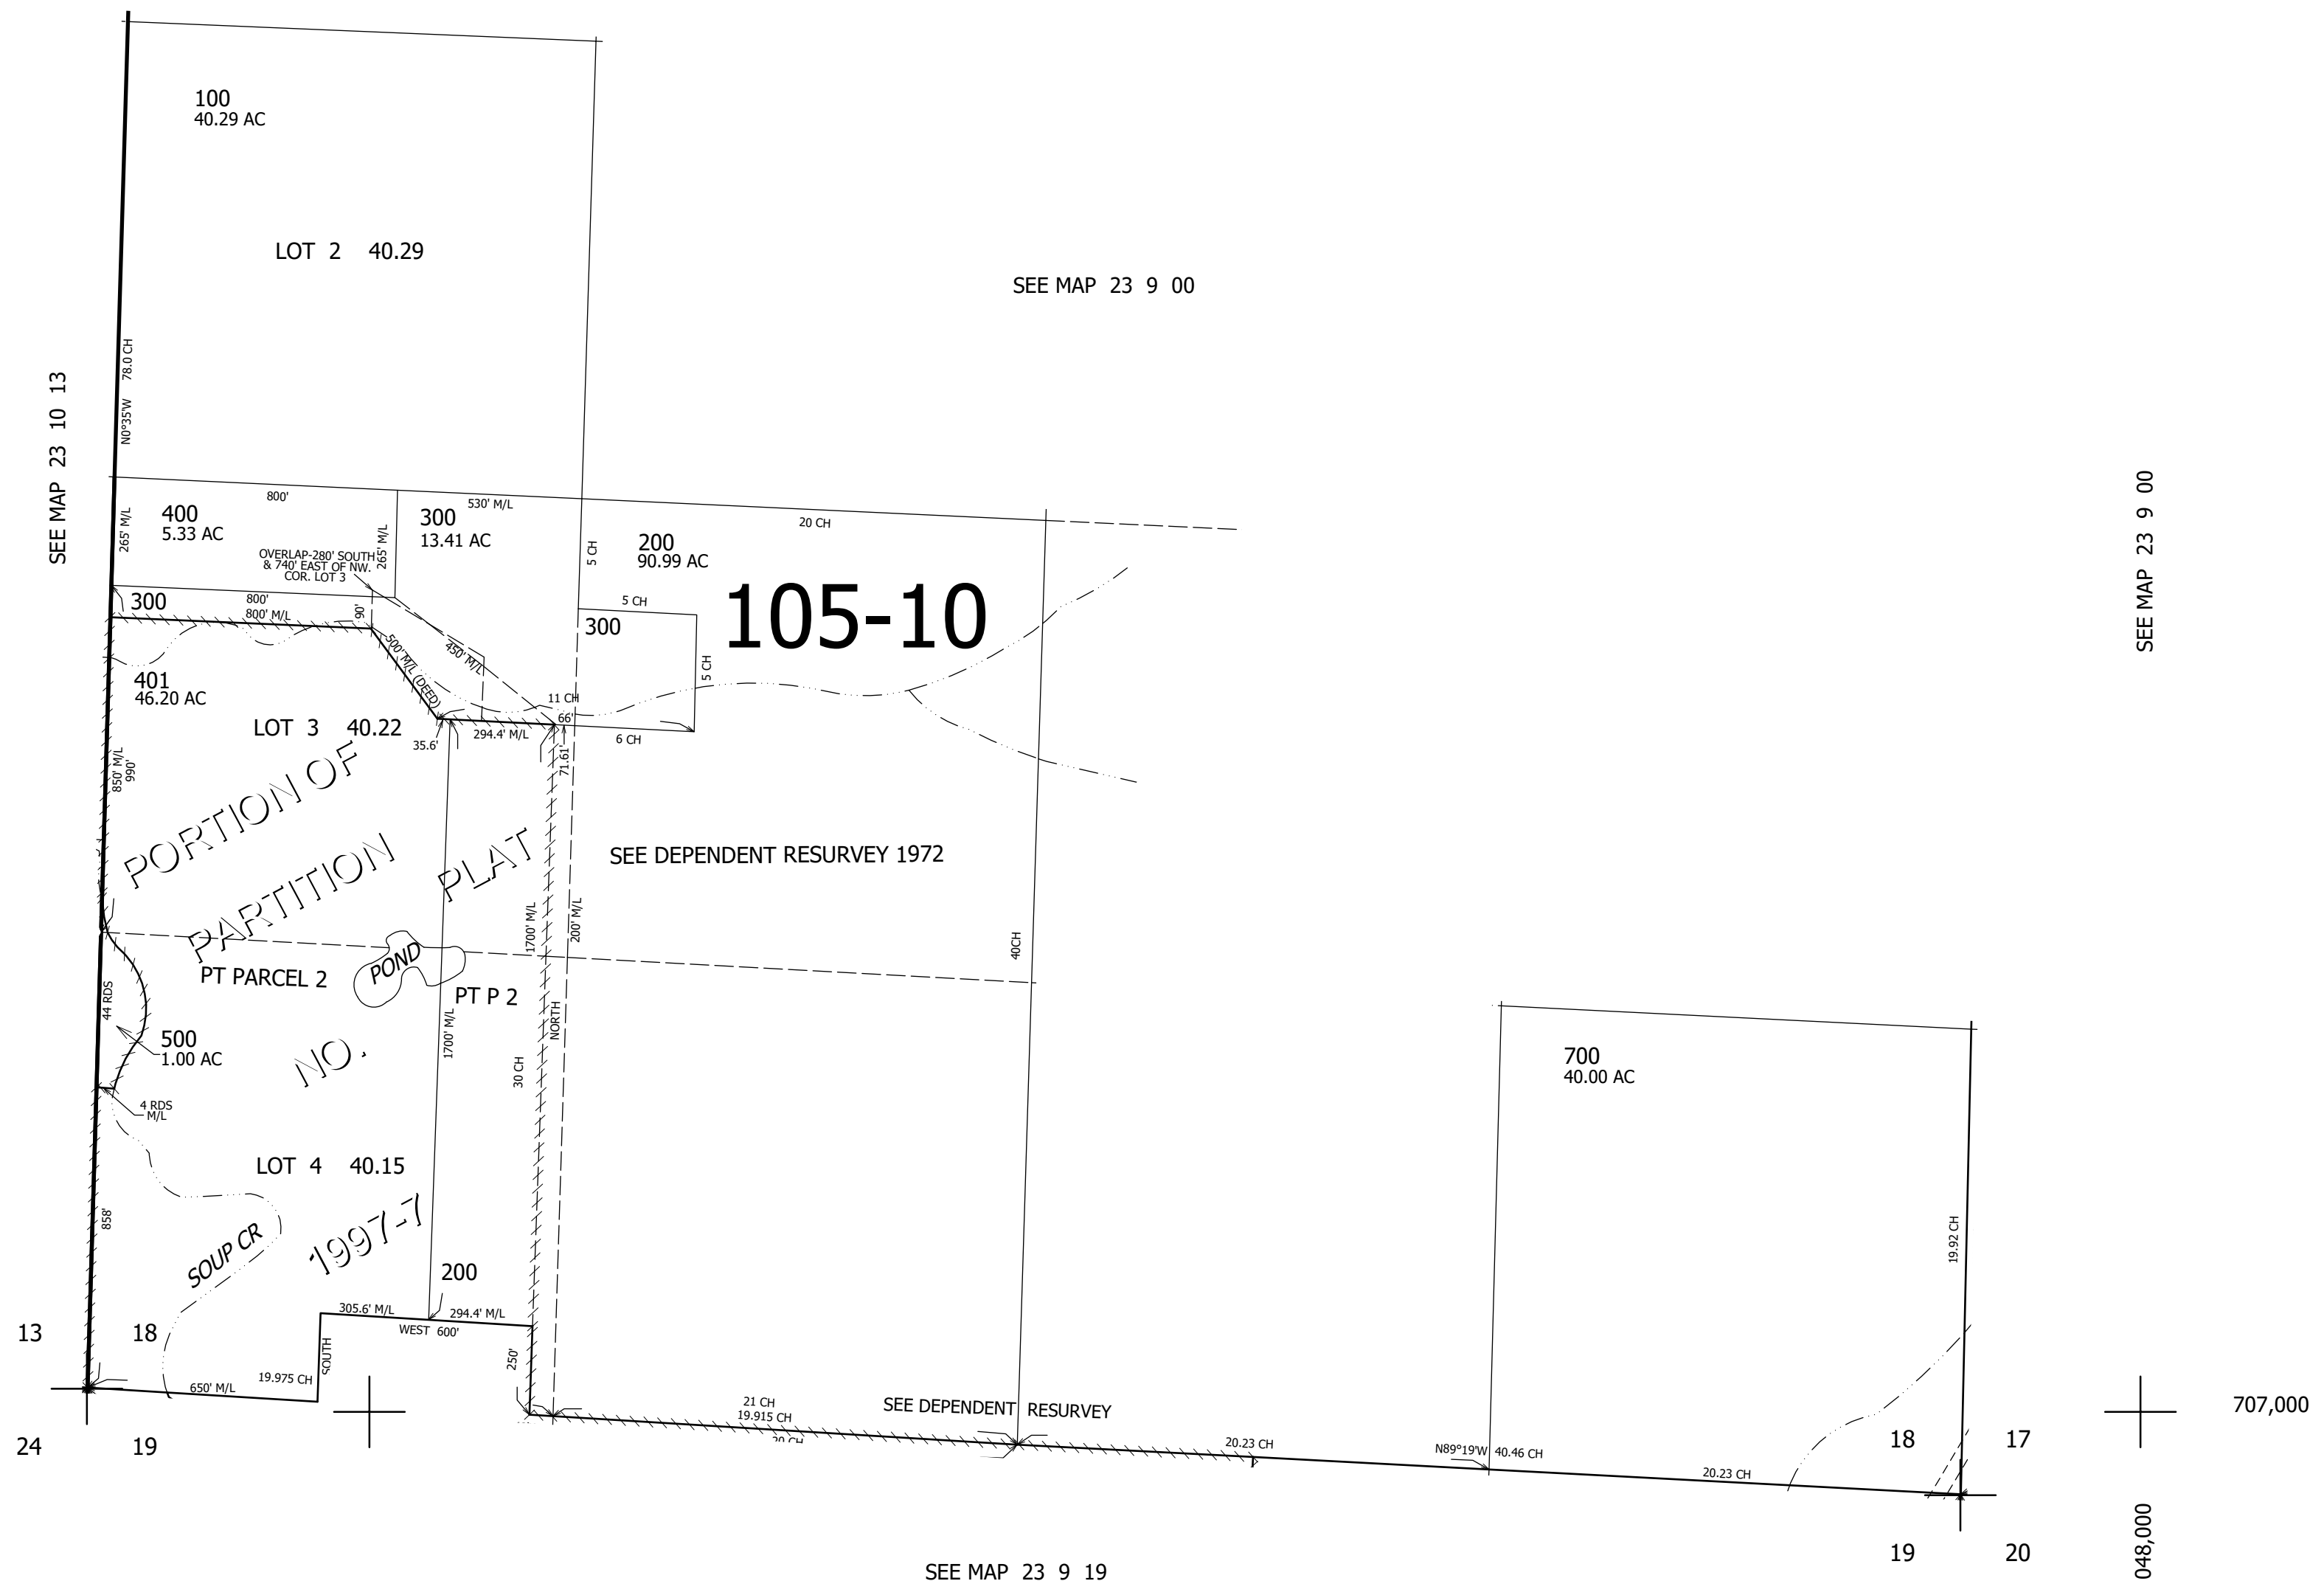 100
40.29 AC
LOT 2 40.29
SEE MAP 23 9 00
SEE MAP 23 10 13
N0°35'W 78.0 CH
SEE MAP 23 9 00
800'
530' M/L
20 CH
265' M/L
400
5.33 AC
265' M/L
300
13.41 AC
5 CH
200
90.99 AC
OVERLAP-280' SOUTH
& 740' EAST OF NW.
COR. LOT 3
105-10
300
800'
800' M/L
90'
5 CH
300
5 CH
500' M/L (DEED)
450' M/L
401
46.20 AC
LOT 3 40.22
11 CH
66'
35.6'
294.4' M/L
6 CH
71.61'
850' M/L
990'
PORTION OF
PARTITION PLAT
SEE DEPENDENT RESURVEY 1972
1700' M/L
200' M/L
40CH
PT PARCEL 2
POND
PT P 2
44 RDS
500
1.00 AC
NO.
1700' M/L
NORTH
30 CH
700
40.00 AC
4 RDS
M/L
LOT 4 40.15
858'
SOUP CR
1997-7
19.92 CH
200
305.6' M/L
294.4' M/L
WEST 600'
13
18
SOUTH
250'
19.975 CH
650' M/L
21 CH
19.915 CH
20 CH
SEE DEPENDENT RESURVEY
20.23 CH
N89°19'W 40.46 CH
20.23 CH
18
17
707,000
24
19
19
20
048,000
SEE MAP 23 9 19